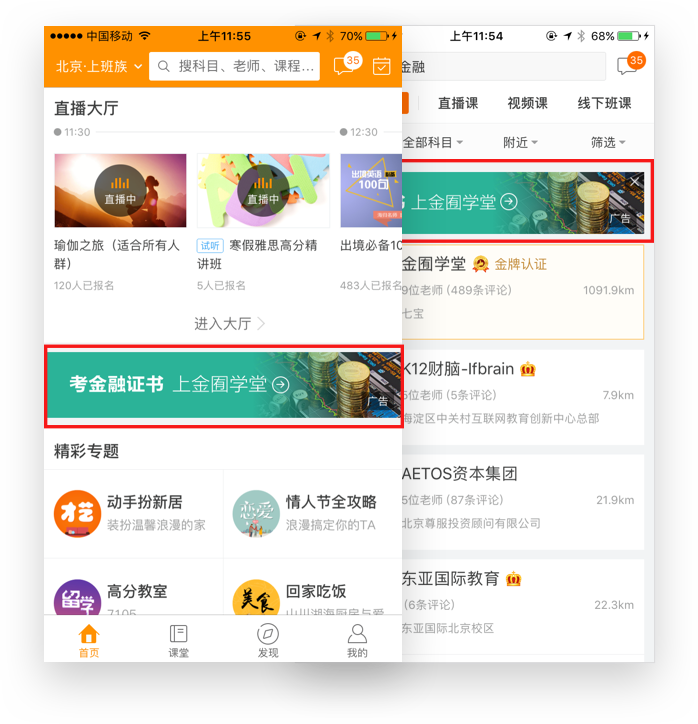 中国移动
上午11:55
70%
北京·上班族
搜科目、老师、课程...
35
直播大厅
11:30
12:30
直播中
直播中
出境英语
100句
瑜伽之旅（适合所有人
群）
120人已报名
试听 寒假雅思高分精
讲班
5人已报名
出境必备10
483人已报名
进入大厅
考金融证书 上金囿学堂
广告
精彩专题
才艺
动手扮新居
装扮温馨浪漫的家
恋爱
情人节全攻略
浪漫搞定你的TA
留学
高分教室
7105
美食
回家吃饭
山川湖海厨房与爱
首页
课堂
发现
我的
上午11:54
68%
金融
35
直播课
视频课
线下班课
全部科目
附近
筛选
上金囿学堂
广告
金囿学堂 金牌认证
9位老师 (489条评论)
1091.9km
七宝
K12财脑-lfbrain
5位老师 (5条评论)
7.9km
海淀区中关村互联网教育创新中心总部
AETOS资本集团
5位老师 (87条评论)
21.9km
北京尊服投资顾问有限公司
东亚国际教育
(6条评论)
22.3km
东亚国际北京校区